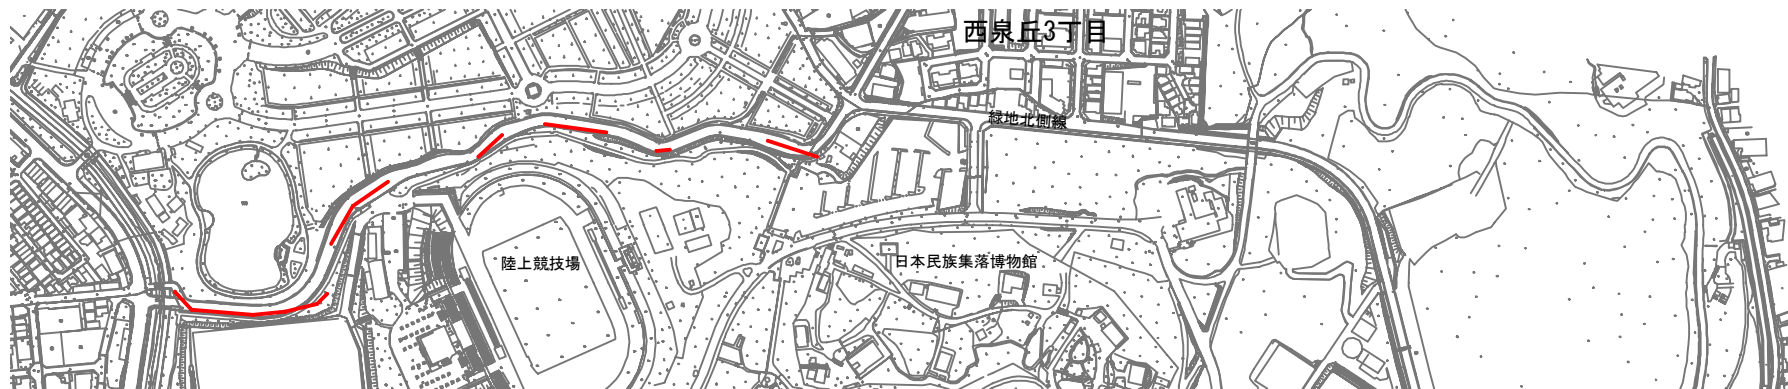 西泉丘3丁目
緑地北側線
陸上競技場
日本民族集落博物館